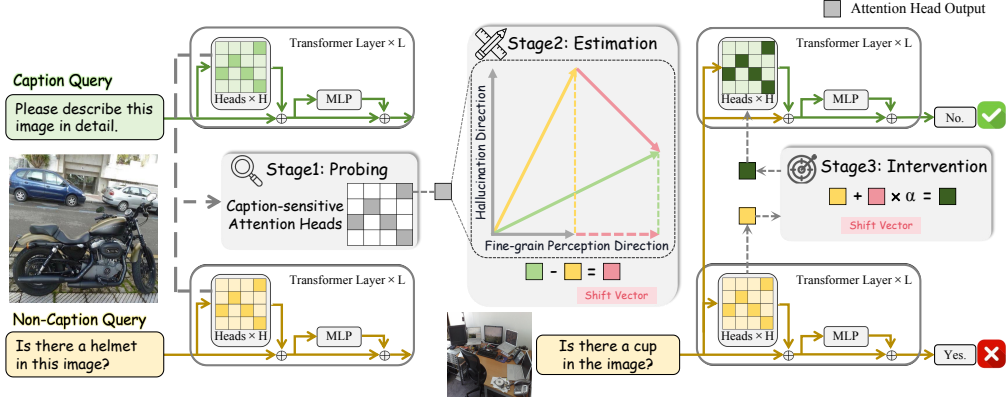 Attention Head Output
Transformer Layer × L
Heads × H
MLP
Caption Query
Please describe this
image in detail.
Stage1: Probing
Caption-sensitive
Attention Heads
Non-Caption Query
Is there a helmet
in this image?
Transformer Layer × L
Heads × H
MLP
Stage2: Estimation
Hallucination Direction
Fine-grain Perception Direction
- =
Shift Vector
Is there a cup
in the image?
Transformer Layer × L
Heads × H
MLP
No.
Stage3: Intervention
+ × α =
Shift Vector
Transformer Layer × L
Heads × H
MLP
Yes.